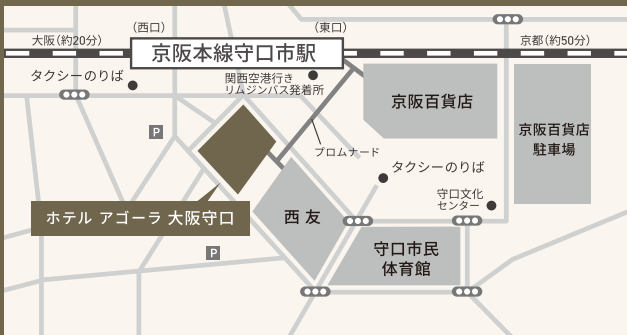 (西口)
(東口)
大阪(約20分)
京阪本線守口市駅
京都(約50分)
タクシーのりば
関西空港行き
リムジンバス発着所
京阪百貨店
京阪百貨店
駐車場
P
プロムナード
タクシーのりば
守口文化
センター
ホテル アゴーラ 大阪守口
西友
守口市民
体育館
P